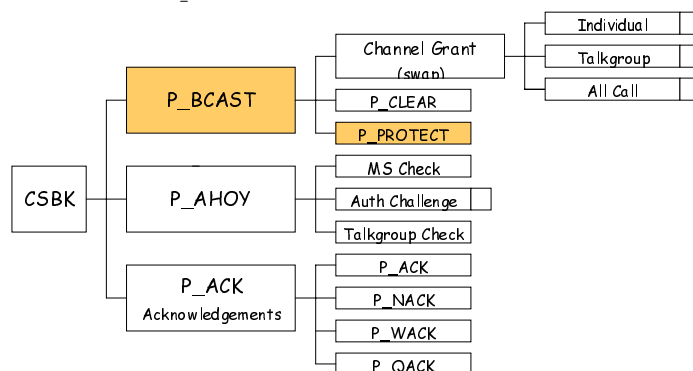 Individual
Channel Grant
(swap)
Talkgroup
All Call
P_BCAST
P_CLEAR
P_PROTECT
MS Check
CSBK
P_AHOY
Auth Challenge
Talkgroup Check
P_ACK
Acknowledgements
P_ACK
P_NACK
P_WACK
P_QACK